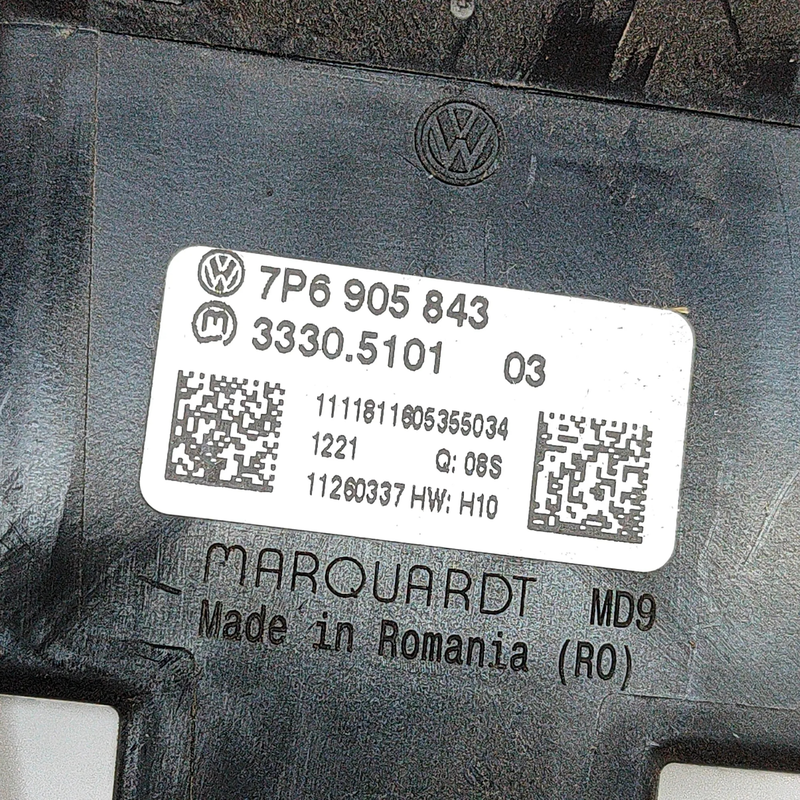 7P6 905 843
3330.5101 03
1111811605355034
1221 Q: 08S
11260337 HW: H10
MARQUARDT MD9
Made in Romania (RO)